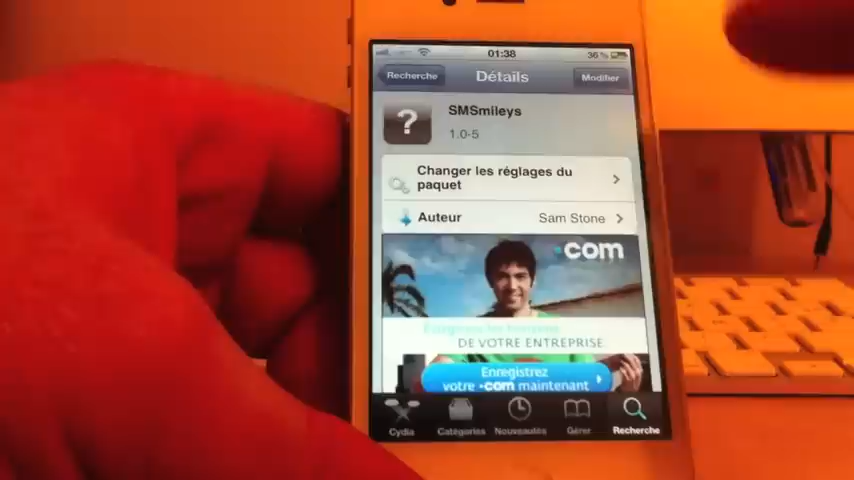 01:38
36 %
Recherche
Détails
Modifier
?
SMSmileys
1.0-5
Changer les réglages du
paquet
Auteur
Sam Stone
.com
DE VOTRE ENTREPRISE
Enregistrez
votre .com maintenant
Cydia
Catégories
Nouveautés
Gérer
Recherche